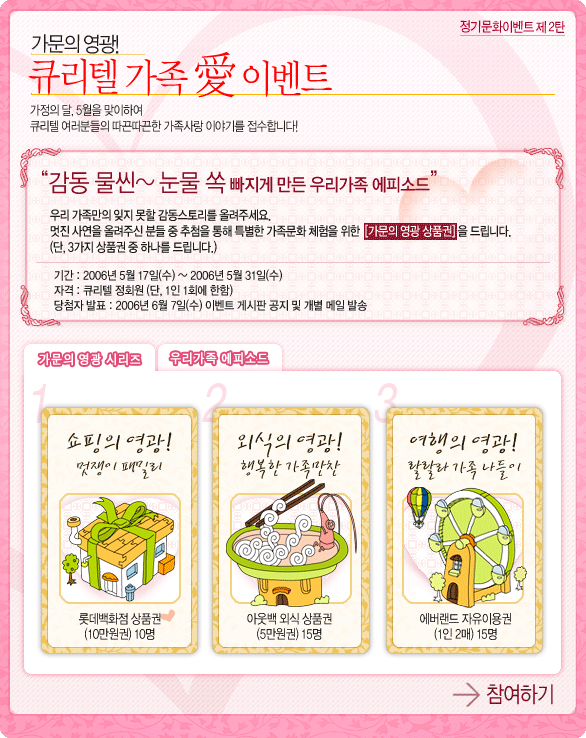 정기문화이벤트 제 2탄
가문의 영광!
큐리텔 가족 愛 이벤트
가정의 달, 5월을 맞이하여
큐리텔 여러분들의 따끈따끈한 가족사랑 이야기를 접수합니다!
“감동 물씬~ 눈물 쏙 빠지게 만든 우리가족 에피소드”
우리 가족만의 잊지 못할 감동스토리를 올려주세요.
멋진 사연을 올려주신 분들 중 추첨을 통해 특별한 가족문화 체험을 위한 [가문의 영광 상품권]을 드립니다.
(단, 3가지 상품권 중 하나를 드립니다.)
기간 : 2006년 5월 17일(수) ~ 2006년 5월 31일(수)
자격 : 큐리텔 정회원 (단, 1인 1회에 한함)
당첨자 발표 : 2006년 6월 7일(수) 이벤트 게시판 공지 및 개별 메일 발송
가문의 영광 시리즈 우리가족 에피소드
1 2 3
쇼핑의 영광!
멋쟁이 패밀리
롯데백화점 상품권
(10만원권) 10명
외식의 영광!
행복한 가족만찬
아웃백 외식 상품권
(5만원권) 15명
여행의 영광!
랄랄라 가족 나들이
에버랜드 자유이용권
(1인 2매) 15명
참여하기